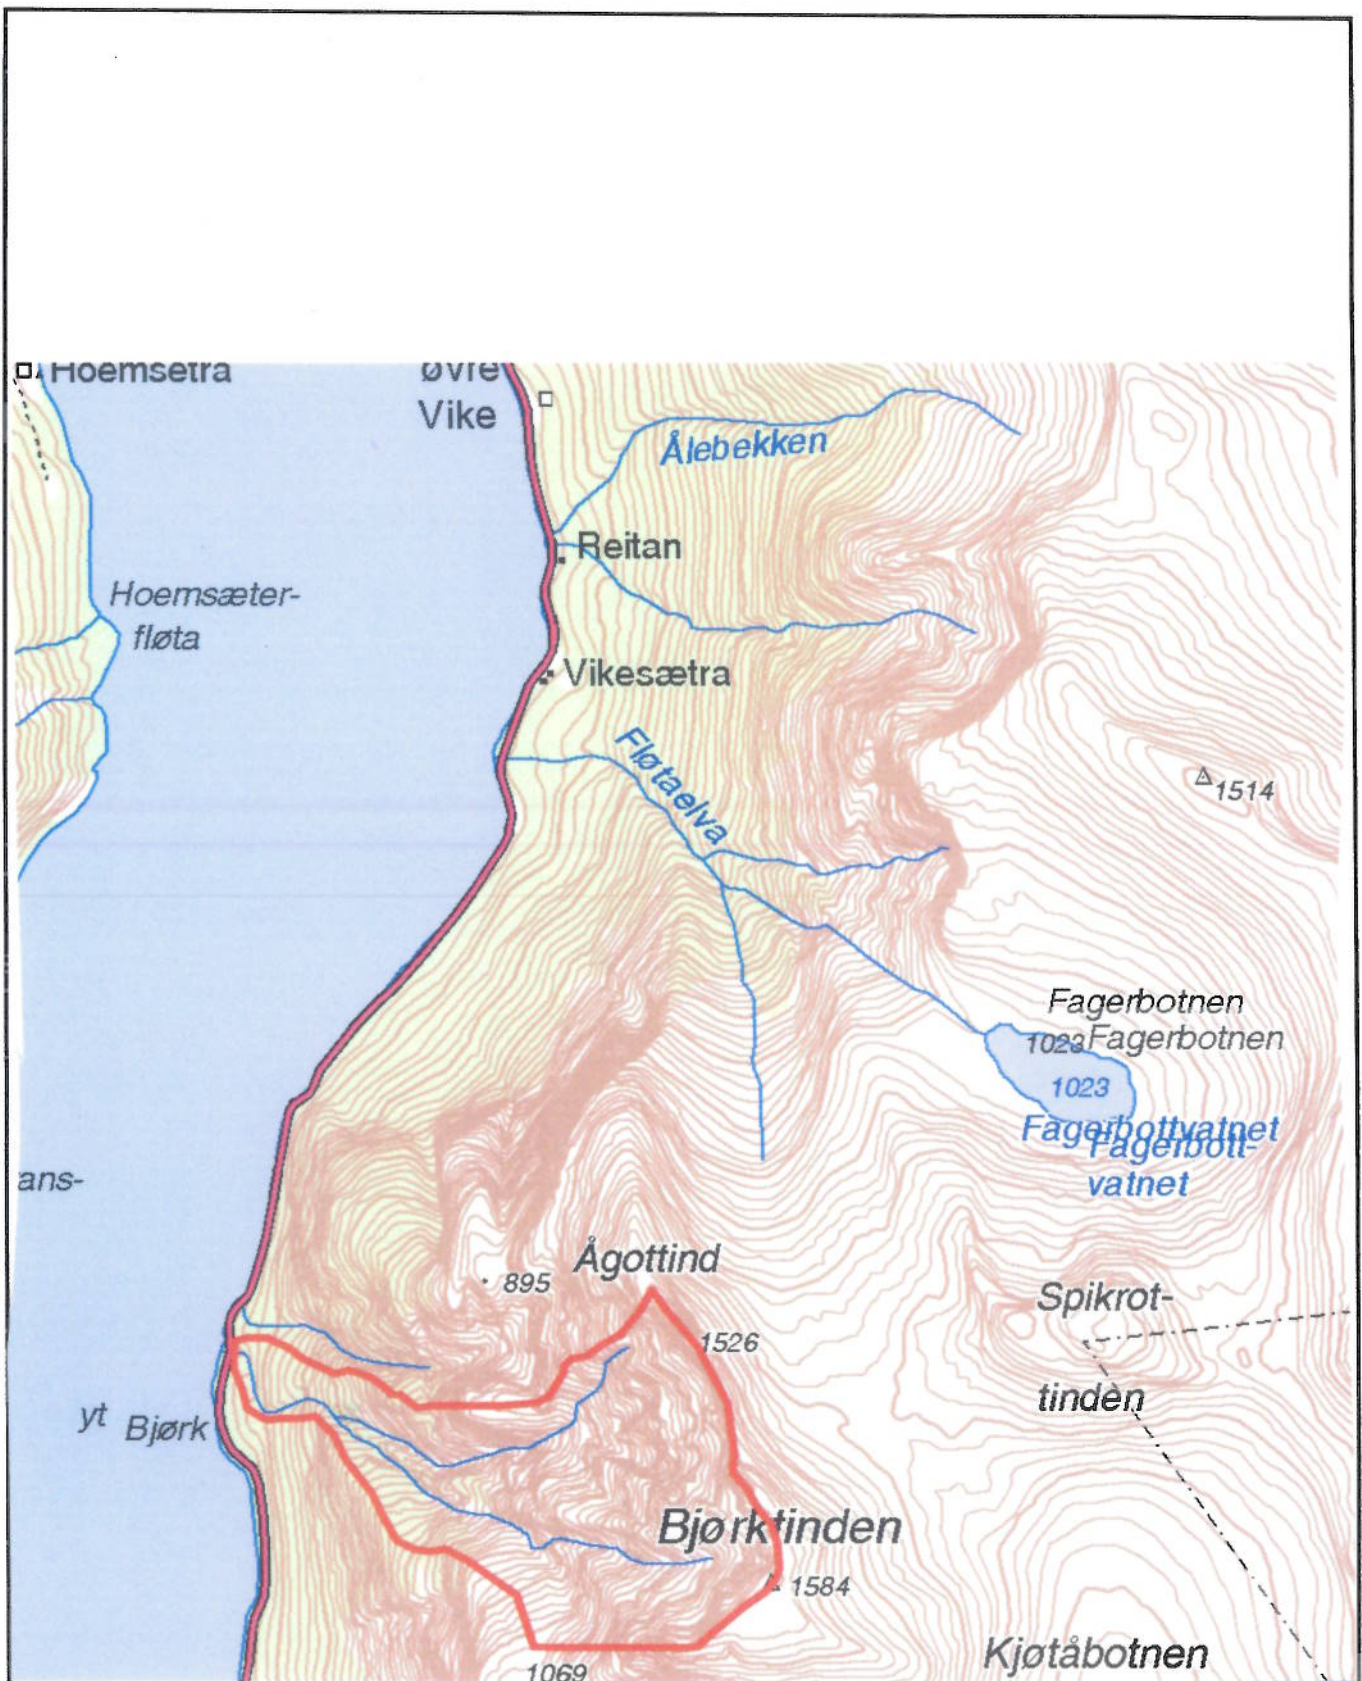 Hoemsetra
øvre
Vike
Ålebekken
Reitan
Hoemsæter-
fløta
Vikesætra
Fløtaelva
1514
Fagerbotnen
1023 Fagerbotnen
1023
Fagerbottvatnet
Fagerbott-
vatnet
ans-
Ågottind
895
Spikrot-
1526
tinden
yt Bjørk
Bjørktinden
1584
Kjøtåbotnen
1069